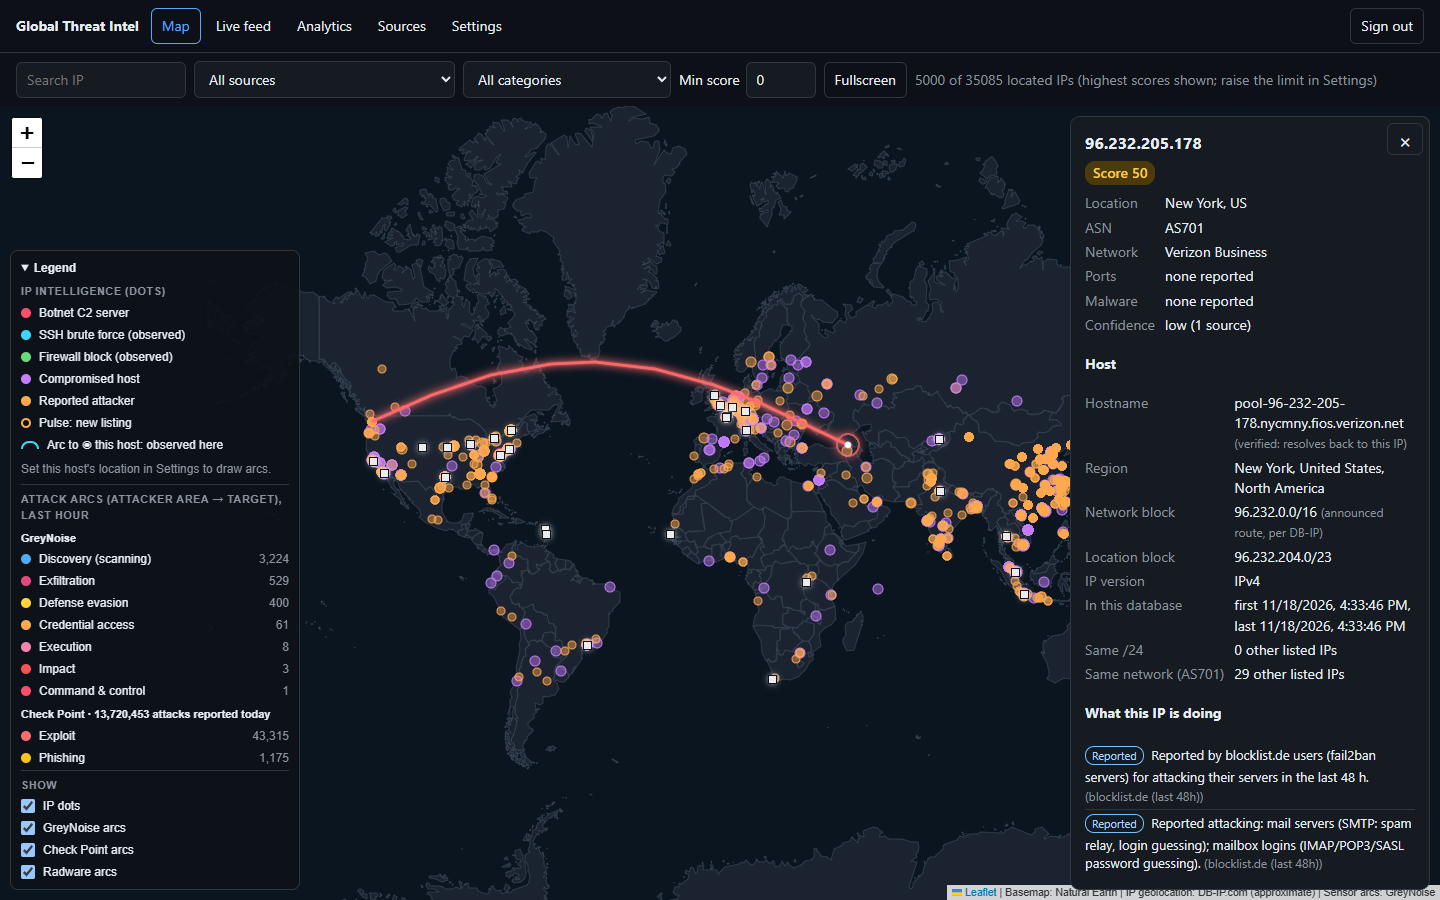 Global Threat Intel
Map
Live feed
Analytics
Sources
Settings
Sign out
Search IP
All sources
All categories
Min score
0
Fullscreen
5000 of 35085 located IPs (highest scores shown; raise the limit in Settings)
+
−
▼ Legend
IP INTELLIGENCE (DOTS)
Botnet C2 server
SSH brute force (observed)
Firewall block (observed)
Compromised host
Reported attacker
Pulse: new listing
Arc to ◉ this host: observed here
Set this host's location in Settings to draw arcs.
ATTACK ARCS (ATTACKER AREA → TARGET),
LAST HOUR
GreyNoise
Discovery (scanning) 3,224
Exfiltration 529
Defense evasion 400
Credential access 61
Execution 8
Impact 3
Command & control 1
Check Point · 13,720,453 attacks reported today
Exploit 43,315
Phishing 1,175
SHOW
IP dots
GreyNoise arcs
Check Point arcs
Radware arcs
96.232.205.178
×
Score 50
Location New York, US
ASN AS701
Network Verizon Business
Ports none reported
Malware none reported
Confidence low (1 source)
Host
Hostname pool-96-232-205-
178.nycmny.fios.verizon.net
(verified: resolves back to this IP)
Region New York, United States,
North America
Network block 96.232.0.0/16 (announced
route, per DB-IP)
Location block 96.232.204.0/23
IP version IPv4
In this database first 11/18/2026, 4:33:46 PM,
last 11/18/2026, 4:33:46 PM
Same /24 0 other listed IPs
Same network (AS701) 29 other listed IPs
What this IP is doing
Reported Reported by blocklist.de users (fail2ban
servers) for attacking their servers in the last 48 h.
(blocklist.de (last 48h))
Reported Reported attacking: mail servers (SMTP: spam
relay, login guessing); mailbox logins (IMAP/POP3/SASL
password guessing). (blocklist.de (last 48h))
Leaflet | Basemap: Natural Earth | IP geolocation: DB-IP.com (approximate) | Sensor arcs: GreyNoise